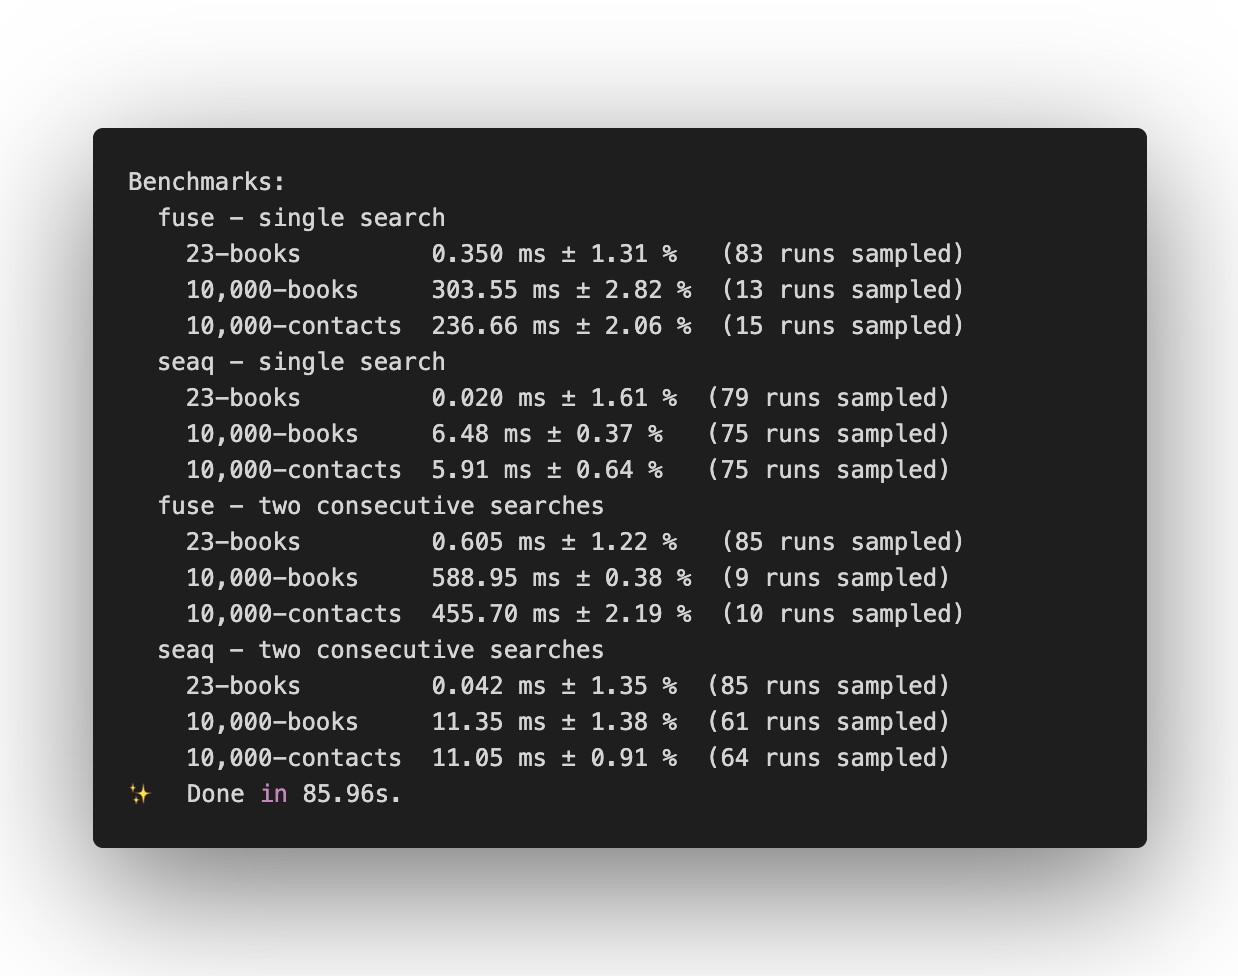 Benchmarks:
  fuse – single search
    23–books         0.350 ms ± 1.31 %   (83 runs sampled)
    10,000–books     303.55 ms ± 2.82 %  (13 runs sampled)
    10,000–contacts  236.66 ms ± 2.06 %  (15 runs sampled)
  seaq – single search
    23–books         0.020 ms ± 1.61 %  (79 runs sampled)
    10,000–books     6.48 ms ± 0.37 %   (75 runs sampled)
    10,000–contacts  5.91 ms ± 0.64 %   (75 runs sampled)
  fuse – two consecutive searches
    23–books         0.605 ms ± 1.22 %   (85 runs sampled)
    10,000–books     588.95 ms ± 0.38 %  (9 runs sampled)
    10,000–contacts  455.70 ms ± 2.19 %  (10 runs sampled)
  seaq – two consecutive searches
    23–books         0.042 ms ± 1.35 %  (85 runs sampled)
    10,000–books     11.35 ms ± 1.38 %  (61 runs sampled)
    10,000–contacts  11.05 ms ± 0.91 %  (64 runs sampled)
✨  Done in 85.96s.